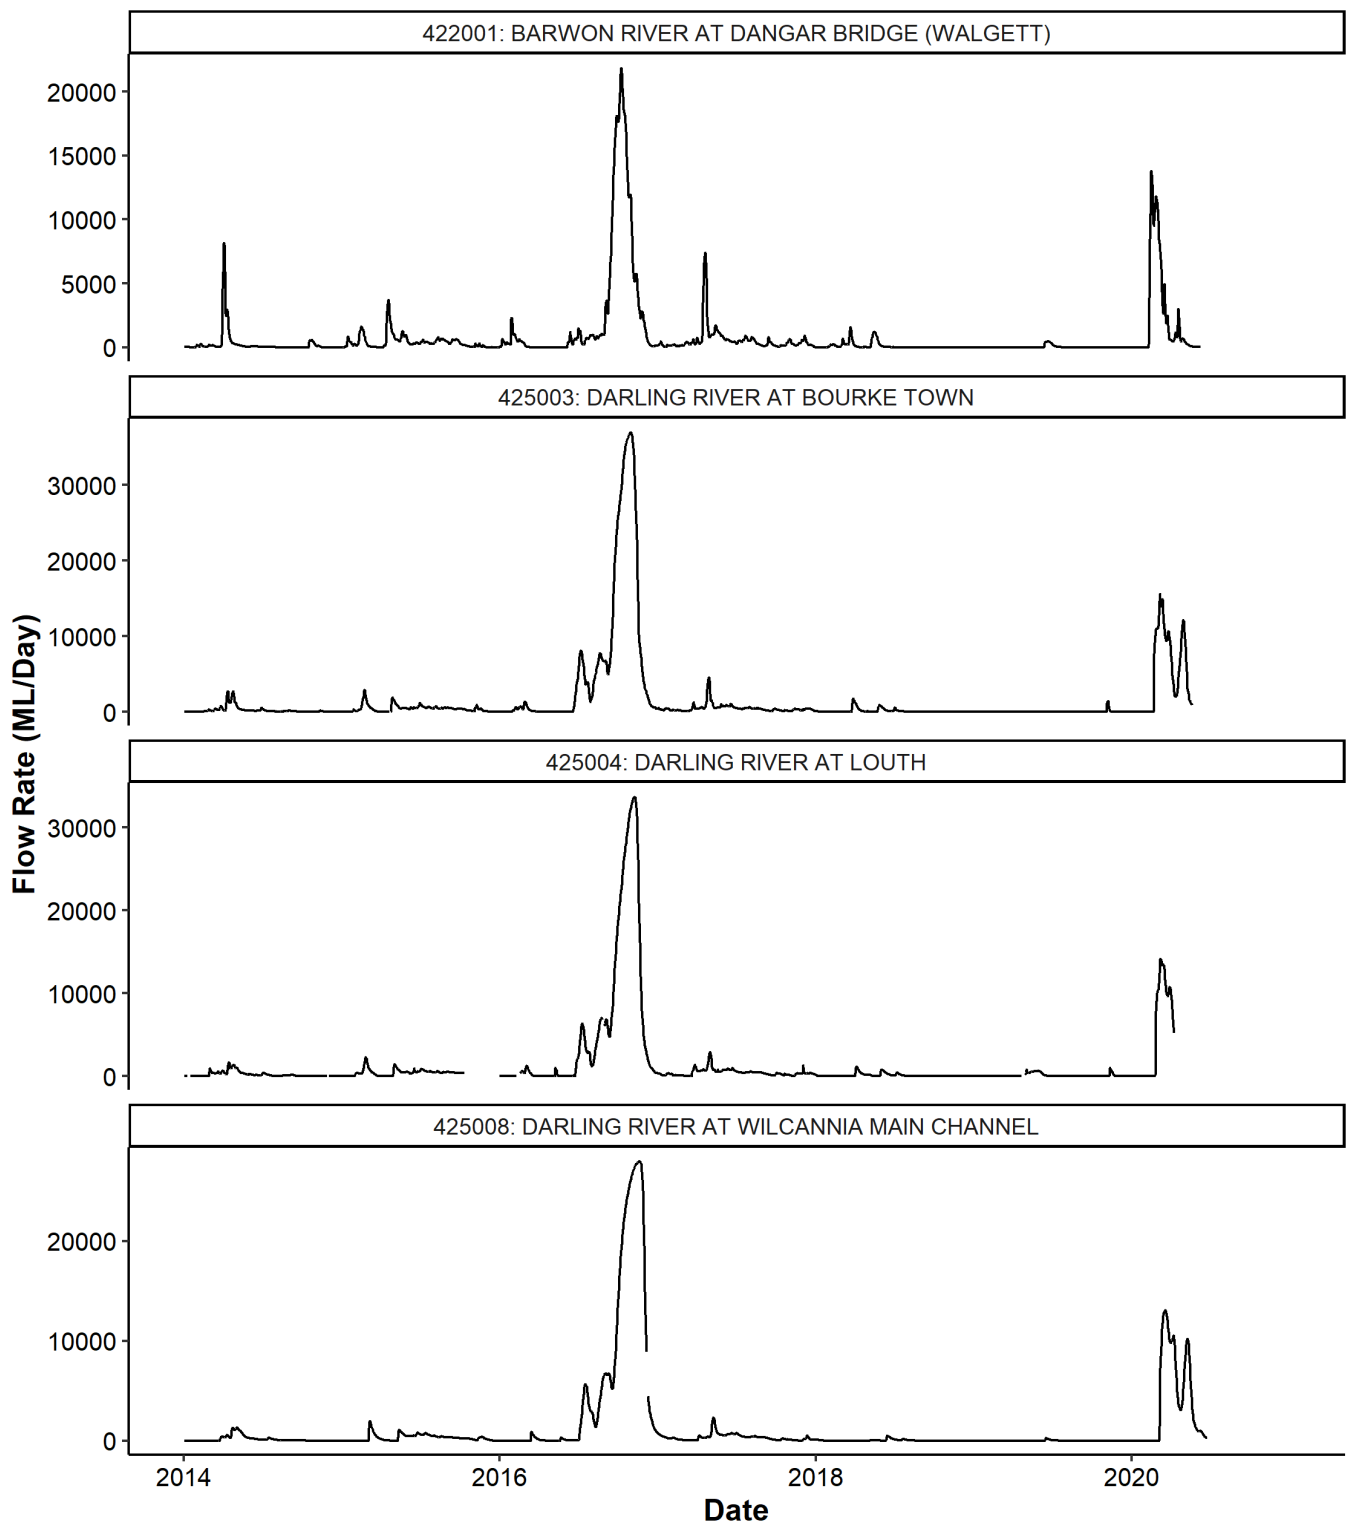 422001: BARWON RIVER AT DANGAR BRIDGE (WALGETT)
20000
15000
10000
5000
0
425003: DARLING RIVER AT BOURKE TOWN
30000
20000
10000
0
425004: DARLING RIVER AT LOUTH
30000
20000
10000
0
425008: DARLING RIVER AT WILCANNIA MAIN CHANNEL
20000
10000
0
Flow Rate (ML/Day)
2014 2016 2018 2020
Date